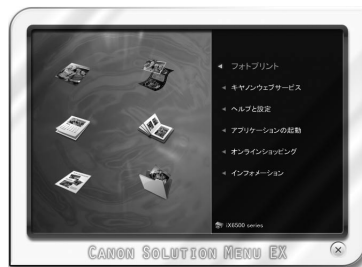 フォトプリント
キヤノンウェブサービス
ヘルプと設定
アプリケーションの起動
オンラインショッピング
インフォメーション
iX6500 series
CANON SOLUTION MENU EX